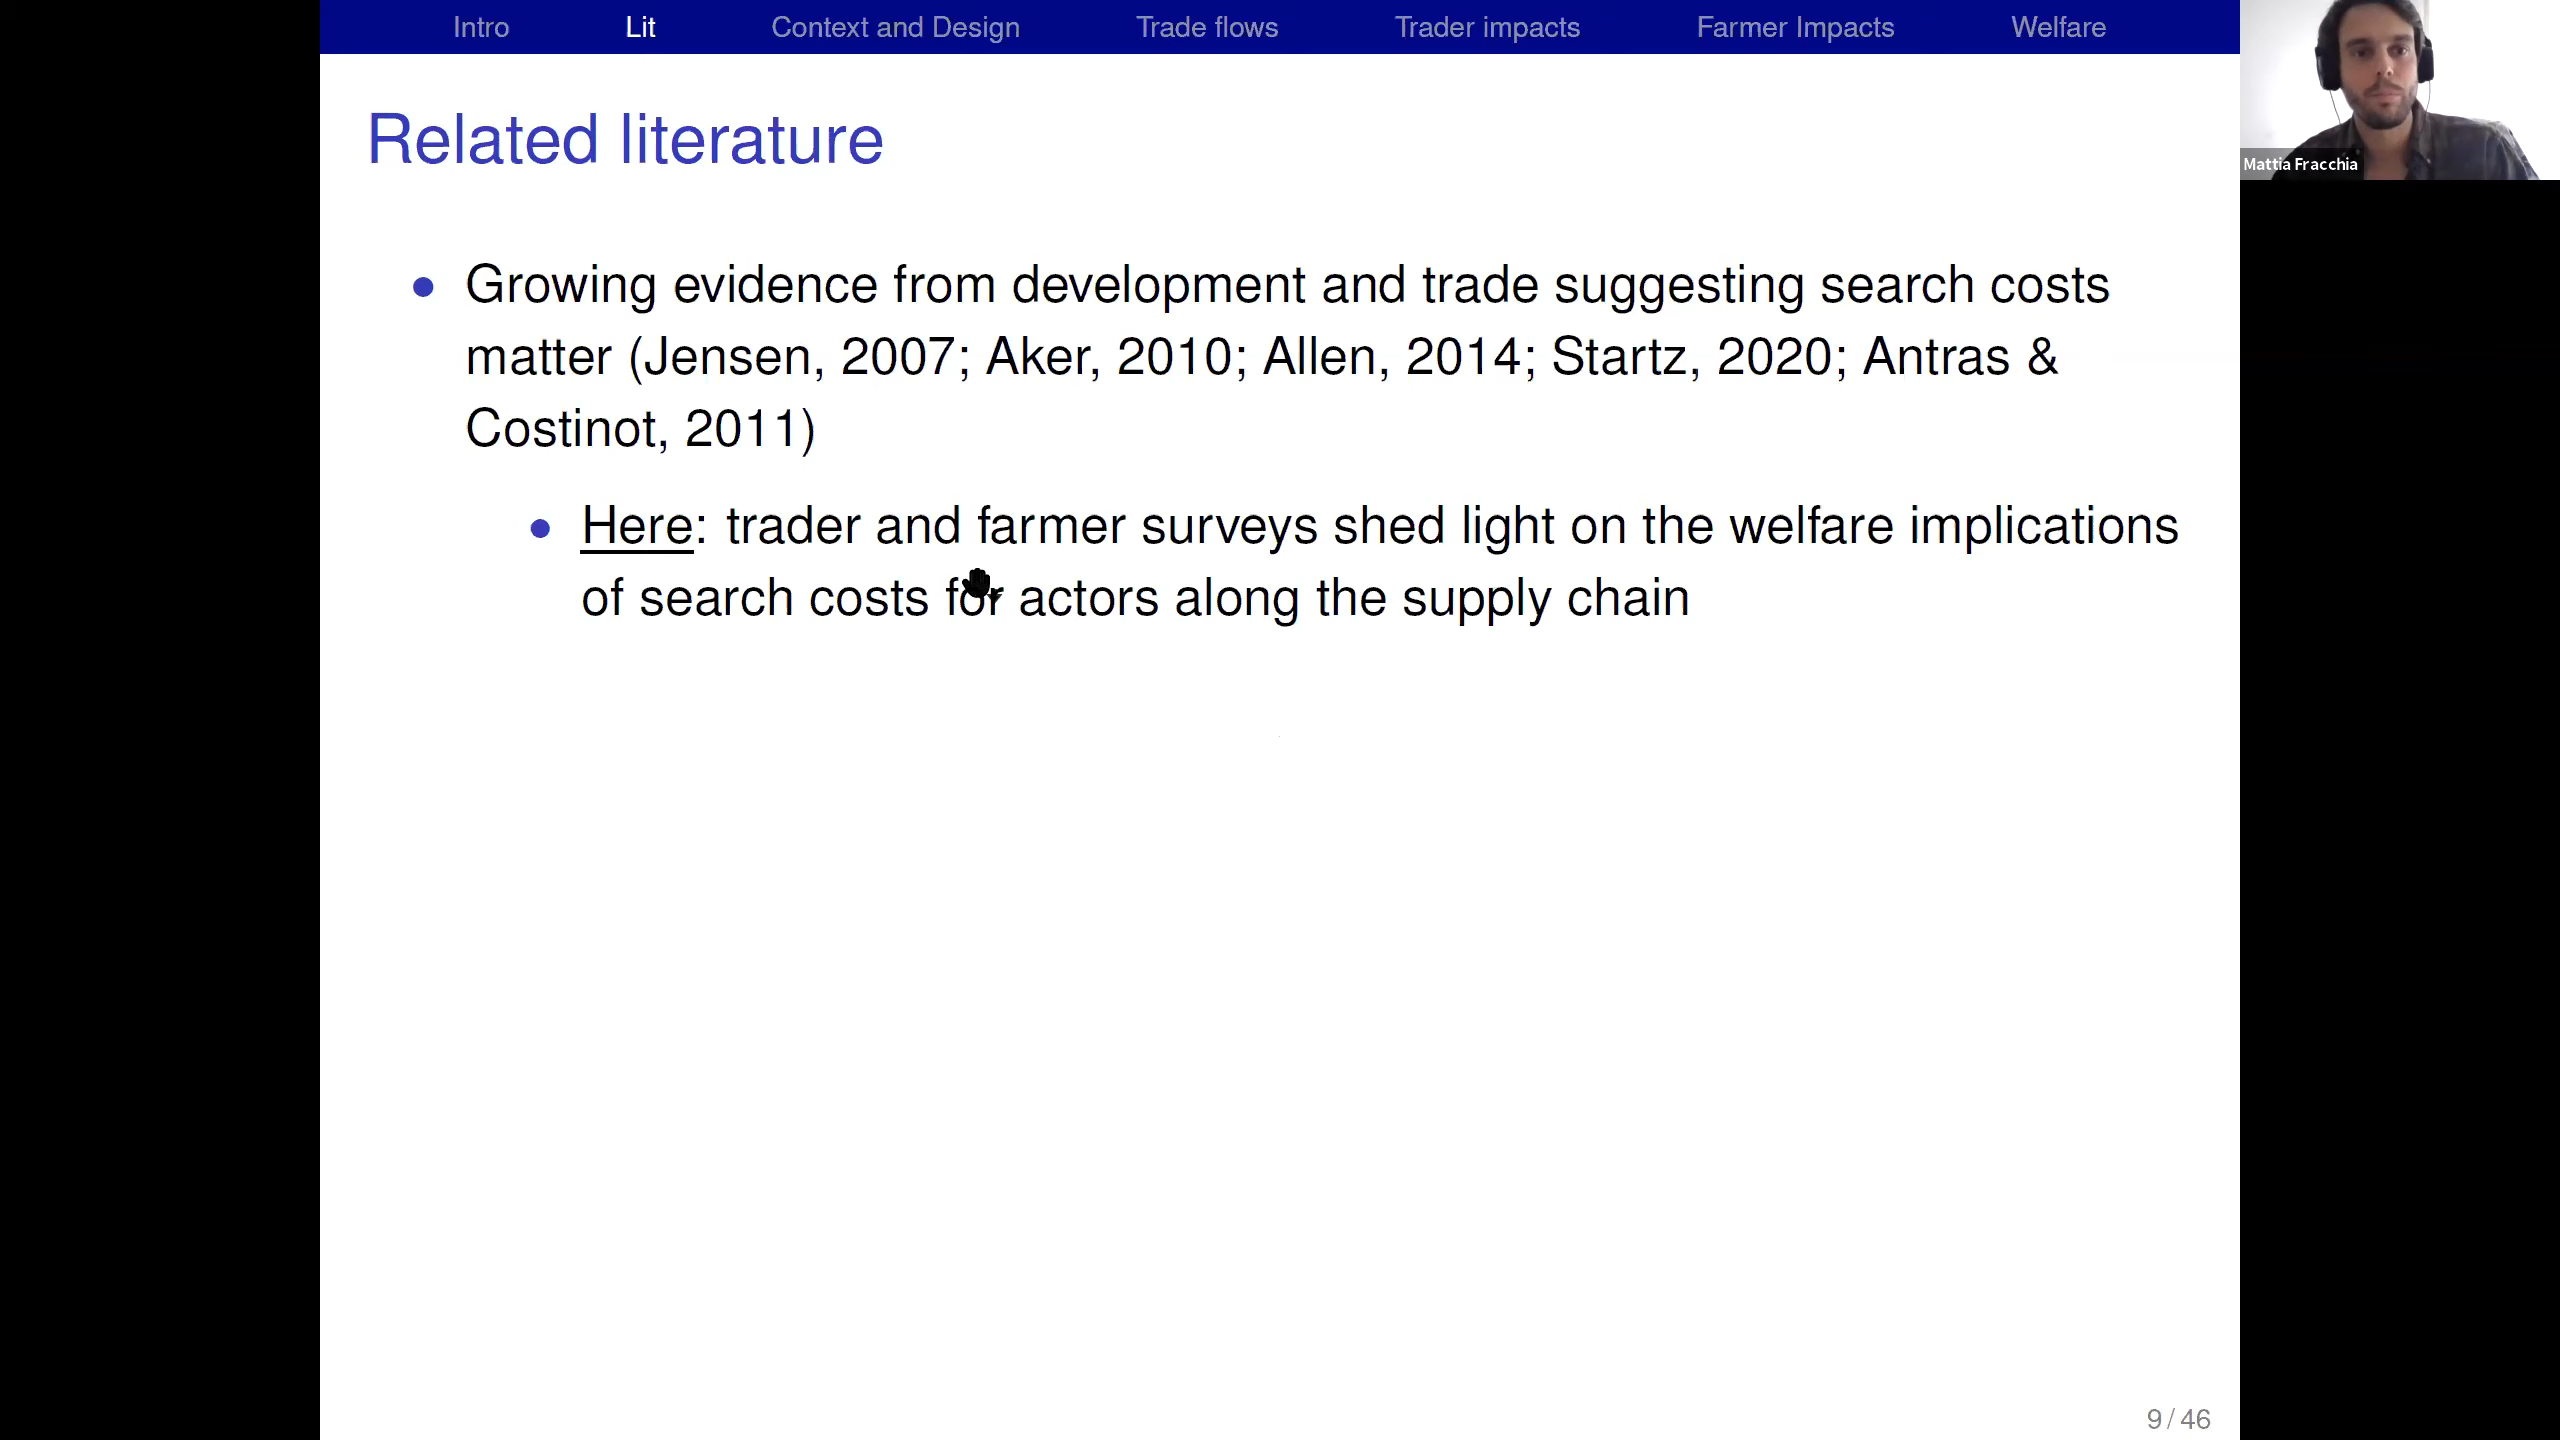 Intro Lit Context and Design Trade flows Trader impacts Farmer Impacts Welfare
Mattia Fracchia
Related literature
Growing evidence from development and trade suggesting search costs
matter (Jensen, 2007; Aker, 2010; Allen, 2014; Startz, 2020; Antras &
Costinot, 2011)
Here: trader and farmer surveys shed light on the welfare implications
of search costs for actors along the supply chain
9 / 46